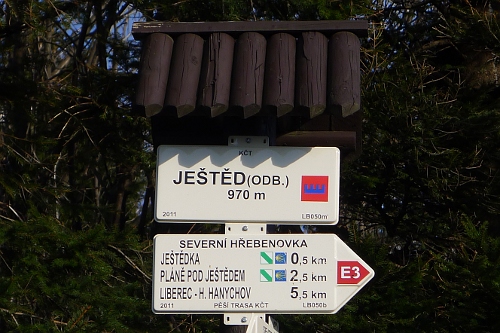 KČT
JEŠTĚD (ODB.)
970 m
2011 LB050m
SEVERNÍ HŘEBENOVKA
JEŠTĚDKA 0,5 km
PLÁNĚ POD JEŠTĚDEM 2,5 km
E3
LIBEREC - H. HANYCHOV 5,5 km
2011 PĚŠÍ TRASA KČT LB050b